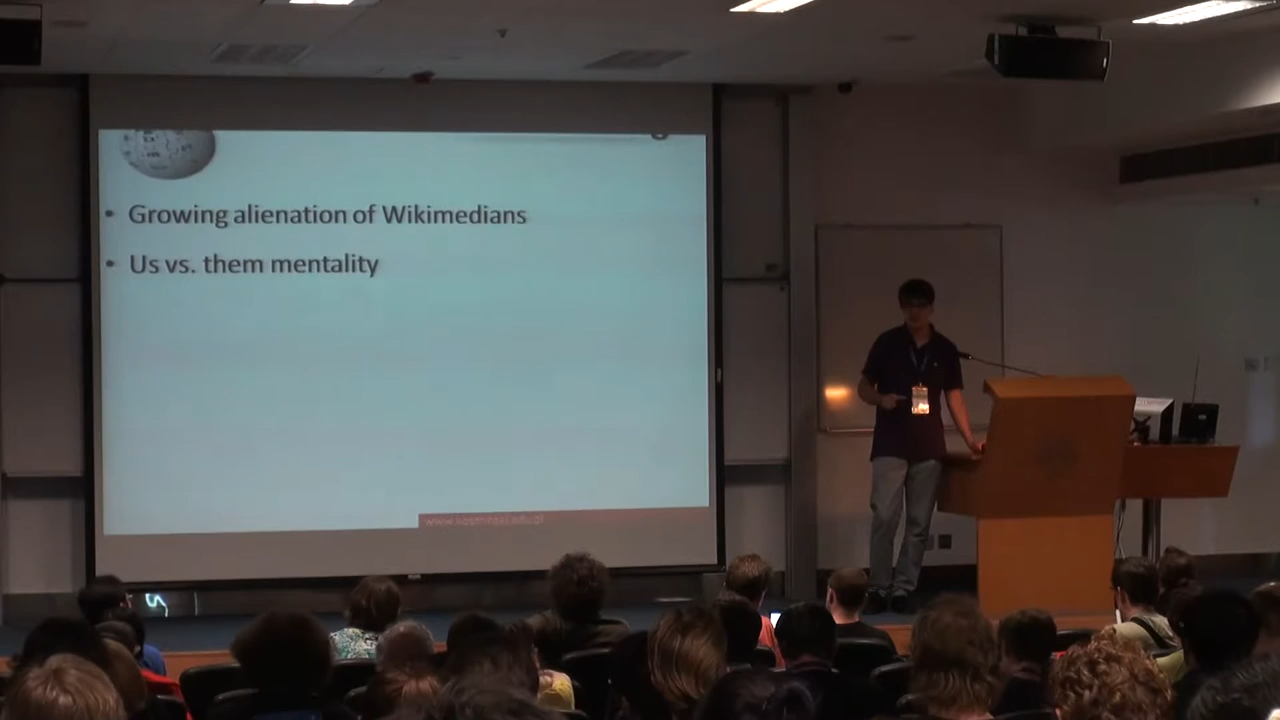 • Growing alienation of Wikimedians
• Us vs. them mentality
www.kozminski.edu.pl